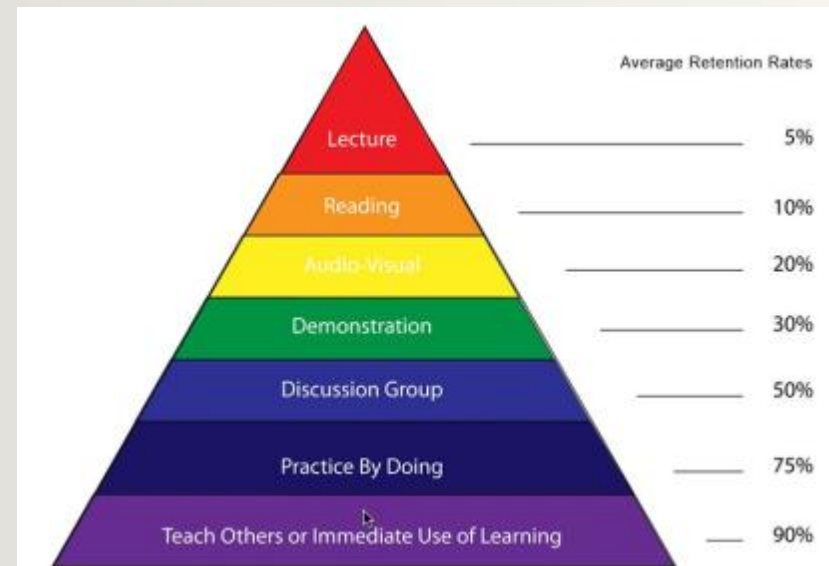 Average Retention Rates
Lecture 5%
Reading 10%
Audio-Visual 20%
Demonstration 30%
Discussion Group 50%
Practice By Doing 75%
Teach Others or Immediate Use of Learning 90%